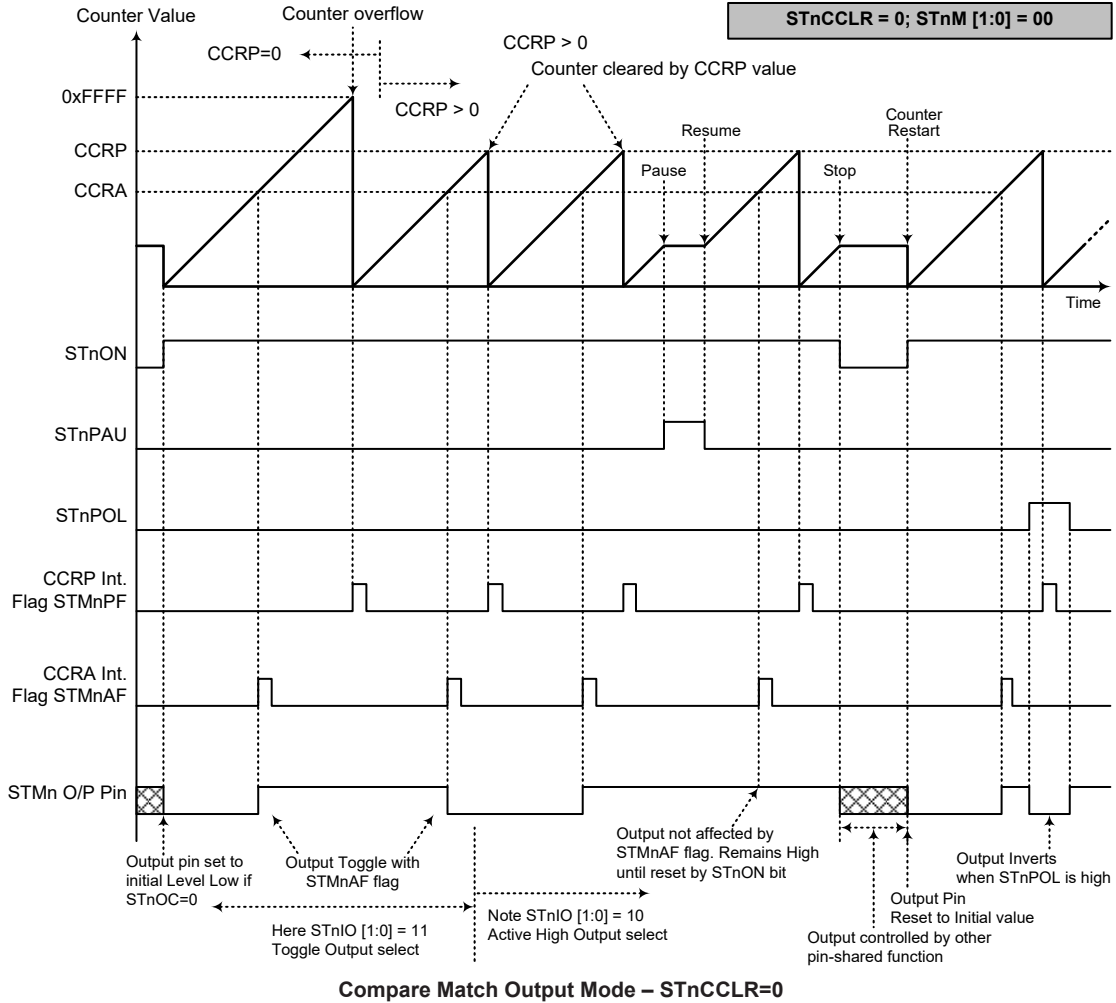 Counter Value
Counter overflow
STnCCLR = 0; STnM [1:0] = 00
CCRP=0
CCRP > 0
CCRP > 0
Counter cleared by CCRP value
0xFFFF
CCRP
CCRA
Pause
Resume
Stop
Counter
Restart
Time
STnON
STnPAU
STnPOL
CCRP Int.
Flag STMnPF
CCRA Int.
Flag STMnAF
STMn O/P Pin
Output pin set to
initial Level Low if
STnOC=0
Output Toggle with
STMnAF flag
Here STnIO [1:0] = 11
Toggle Output select
Note STnIO [1:0] = 10
Active High Output select
Output not affected by
STMnAF flag. Remains High
until reset by STnON bit
Output controlled by other
pin-shared function
Output Pin
Reset to Initial value
Output Inverts
when STnPOL is high
Compare Match Output Mode – STnCCLR=0